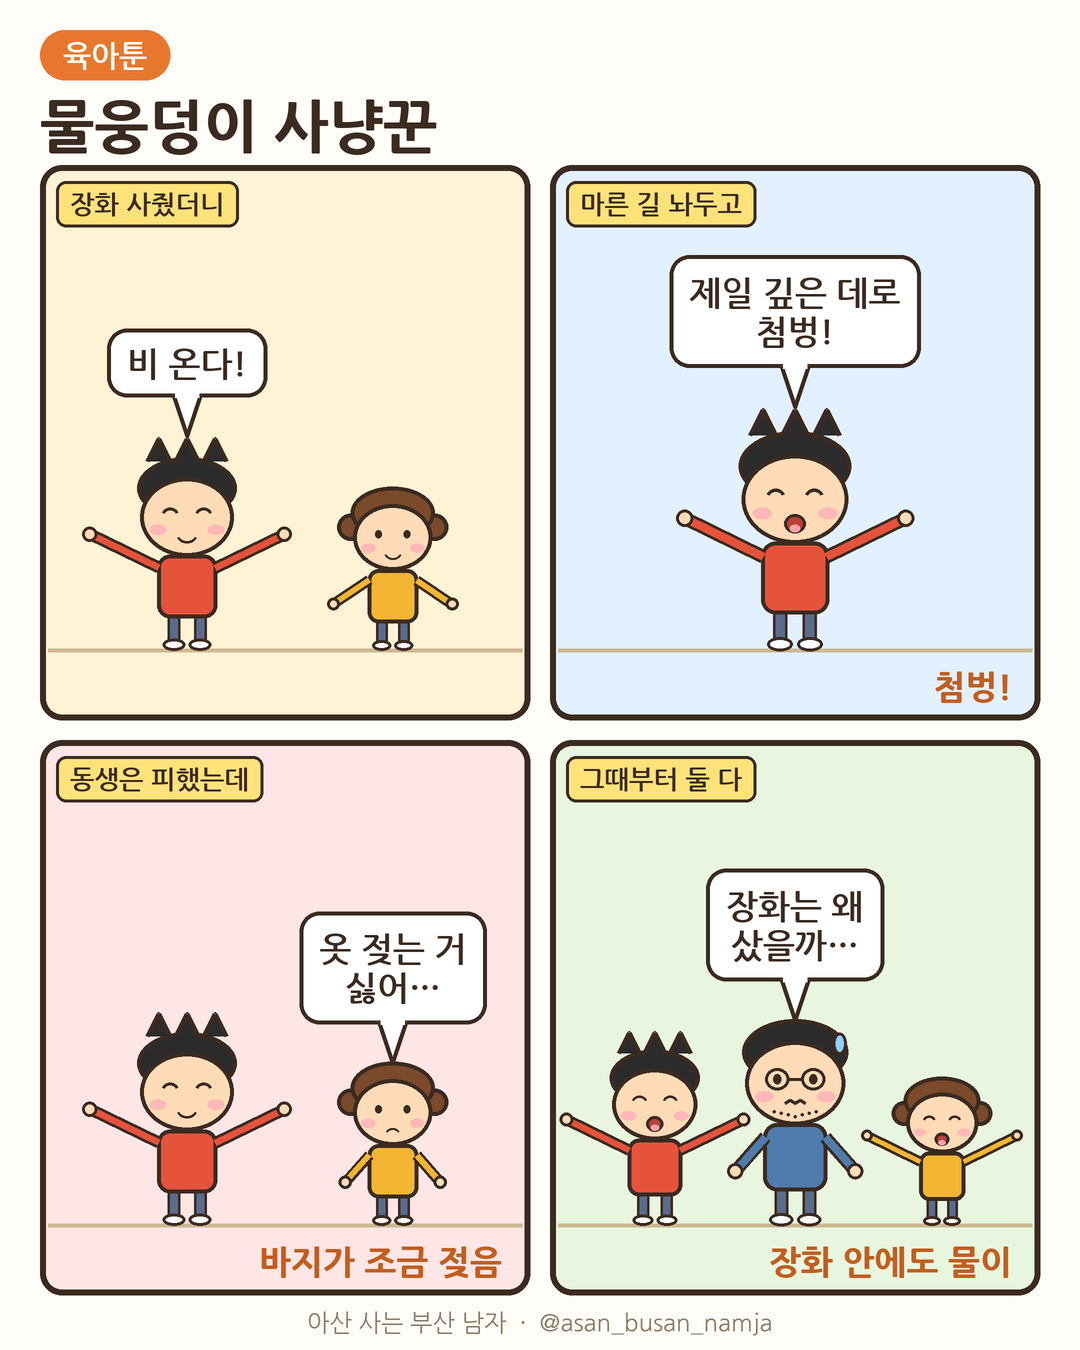 육아툰
물웅덩이 사냥꾼
장화 사줬더니
비 온다!
마른 길 놔두고
제일 깊은 데로
첨벙!
첨벙!
동생은 피했는데
옷 젖는 거
싫어…
바지가 조금 젖음
그때부터 둘 다
장화는 왜
샀을까…
장화 안에도 물이
아산 사는 부산 남자 · @asan_busan_namja